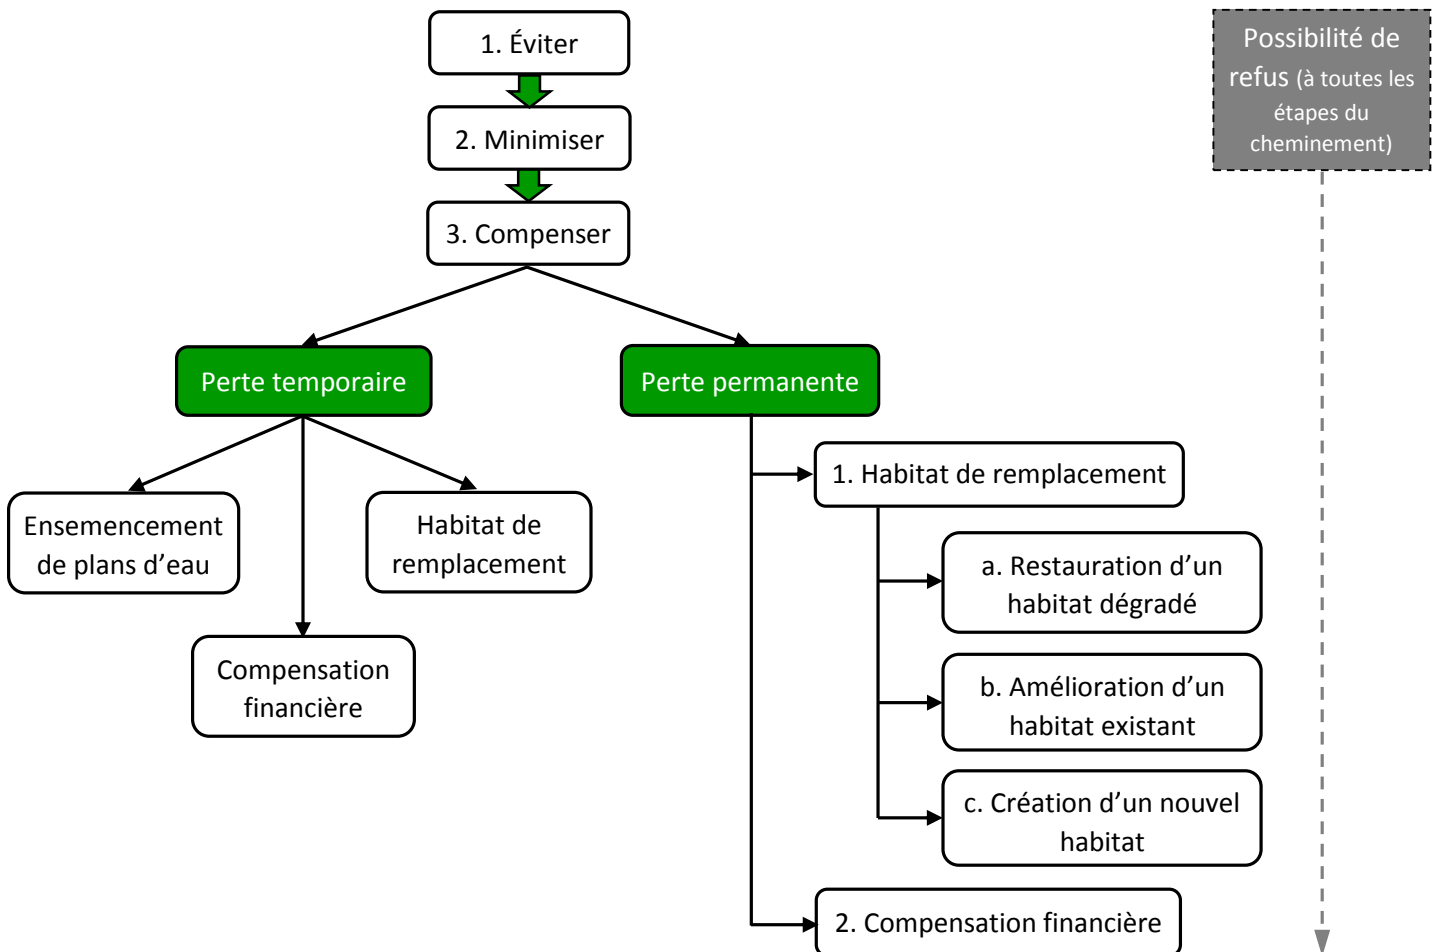 1. Éviter
2. Minimiser
3. Compenser
Possibilité de
refus (à toutes les
étapes du
cheminement)
Perte temporaire
Perte permanente
Ensemencement
de plans d’eau
Compensation
financière
Habitat de
remplacement
1. Habitat de remplacement
a. Restauration d’un
habitat dégradé
b. Amélioration d’un
habitat existant
c. Création d’un nouvel
habitat
2. Compensation financière